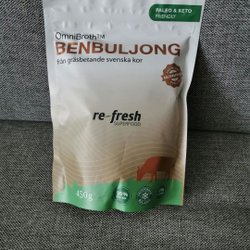 PALEO & KETO
FRIENDLY
OmniBroth™
BENBULJONG
från gräsbetande svenska kor
re-fresh
SUPERFOOD
450g